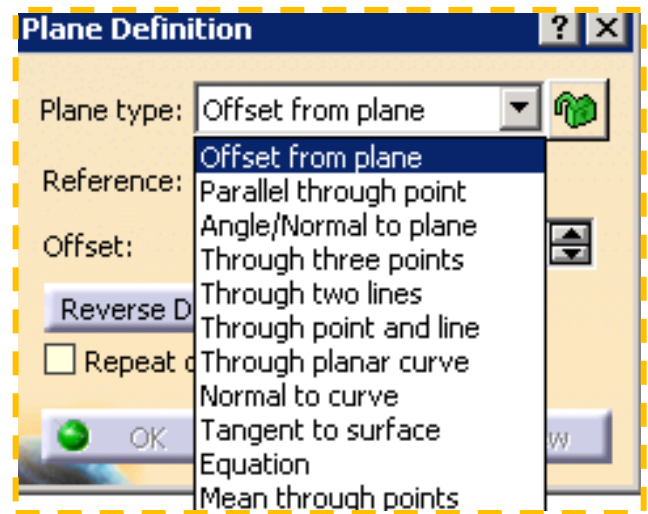 Plane Definition ? X
Plane type: Offset from plane
Offset from plane
Reference:
Parallel through point
Angle/Normal to plane
Offset:
Through three points
Through two lines
Reverse D
Through point and line
Repeat
Through planar curve
Normal to curve
OK
Tangent to surface
Equation
Mean through points